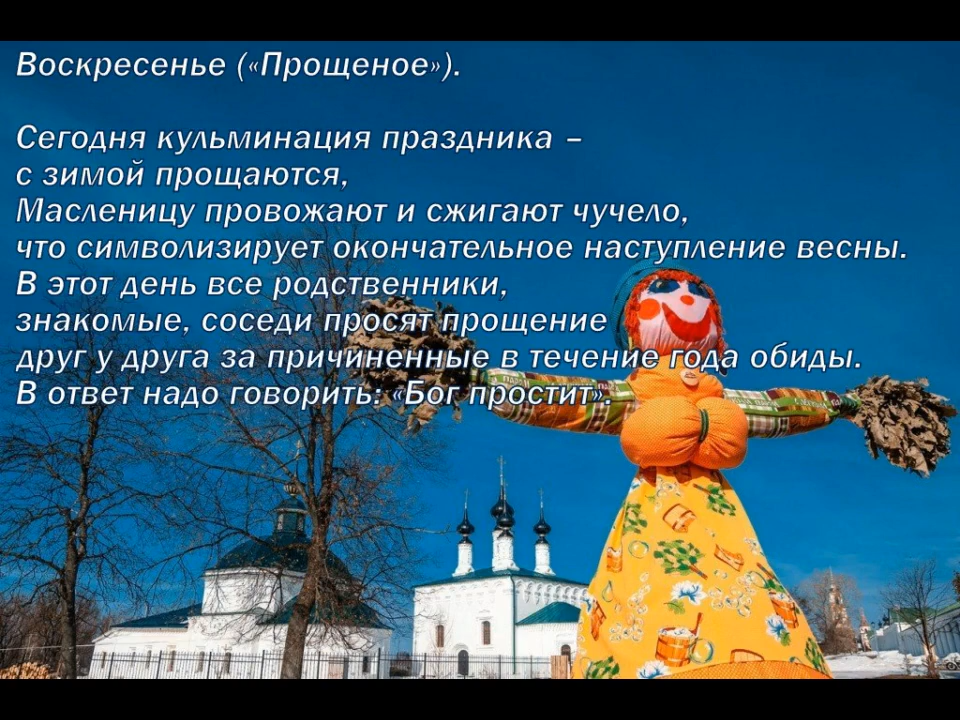 Воскресенье («Прощеное»).
Сегодня кульминация праздника –
с зимой прощаются,
Масленицу провожают и сжигают чучело,
что символизирует окончательное наступление весны.
В этот день все родственники,
знакомые, соседи просят прощение
друг у друга за причиненные в течение года обиды.
В ответ надо говорить: «Бог простит».